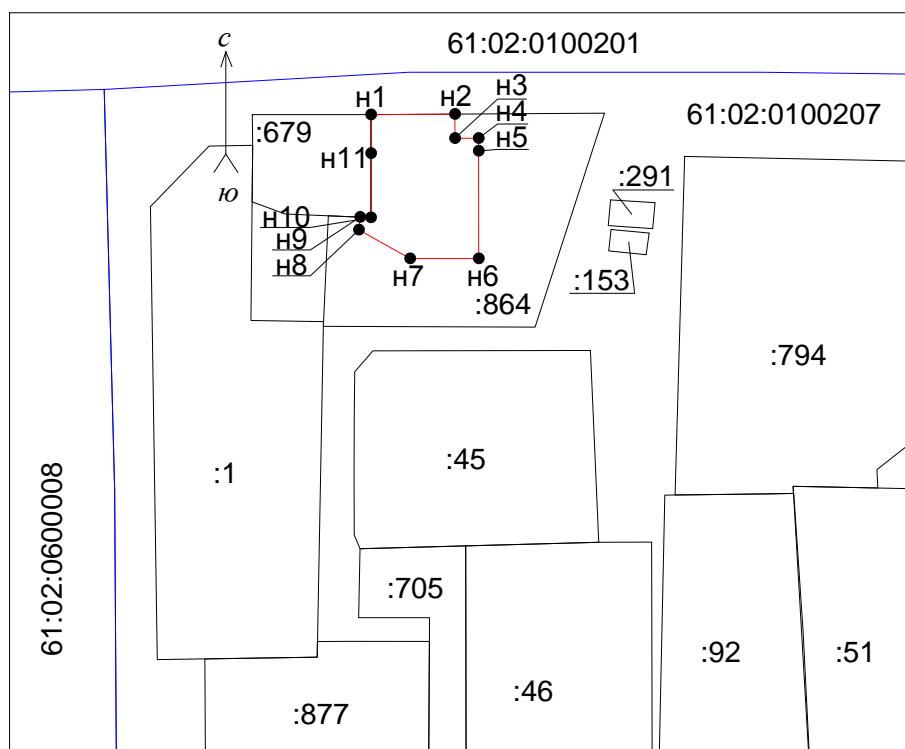 с
61:02:0100201
н1
н2
н3
н4
н5
61:02:0100207
:679
н11
:291
ю
н10
н9
н8
н7
н6
:153
:864
:794
:1
:45
61:02:0600008
:705
:92
:51
:46
:877